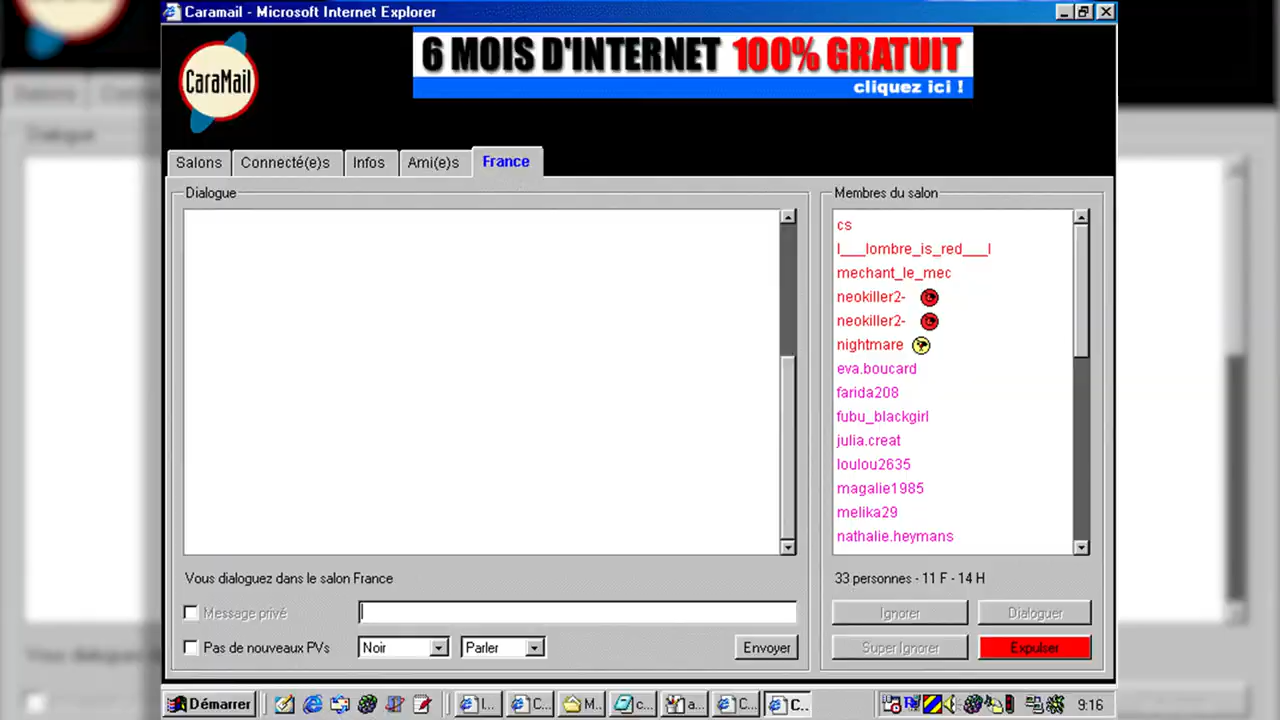 Caramail - Microsoft Internet Explorer
CaraMail
6 MOIS D'INTERNET 100% GRATUIT
cliquez ici !
Salons
Connecté(e)s
Infos
Ami(e)s
France
Dialogue
Membres du salon
cs
l___lombre_is_red___l
mechant_le_mec
neokiller2-
neokiller2-
nightmare
eva.boucard
farida208
fubu_blackgirl
julia.creat
loulou2635
magalie1985
melika29
nathalie.heymans
Vous dialoguez dans le salon France
33 personnes - 11 F - 14 H
Message privé
Ignorer
Dialoguer
Pas de nouveaux PVs
Noir
Parler
Envoyer
Super Ignorer
Expulser
Démarrer
I...
C...
M..
c...
a...
C..
C..
9:16